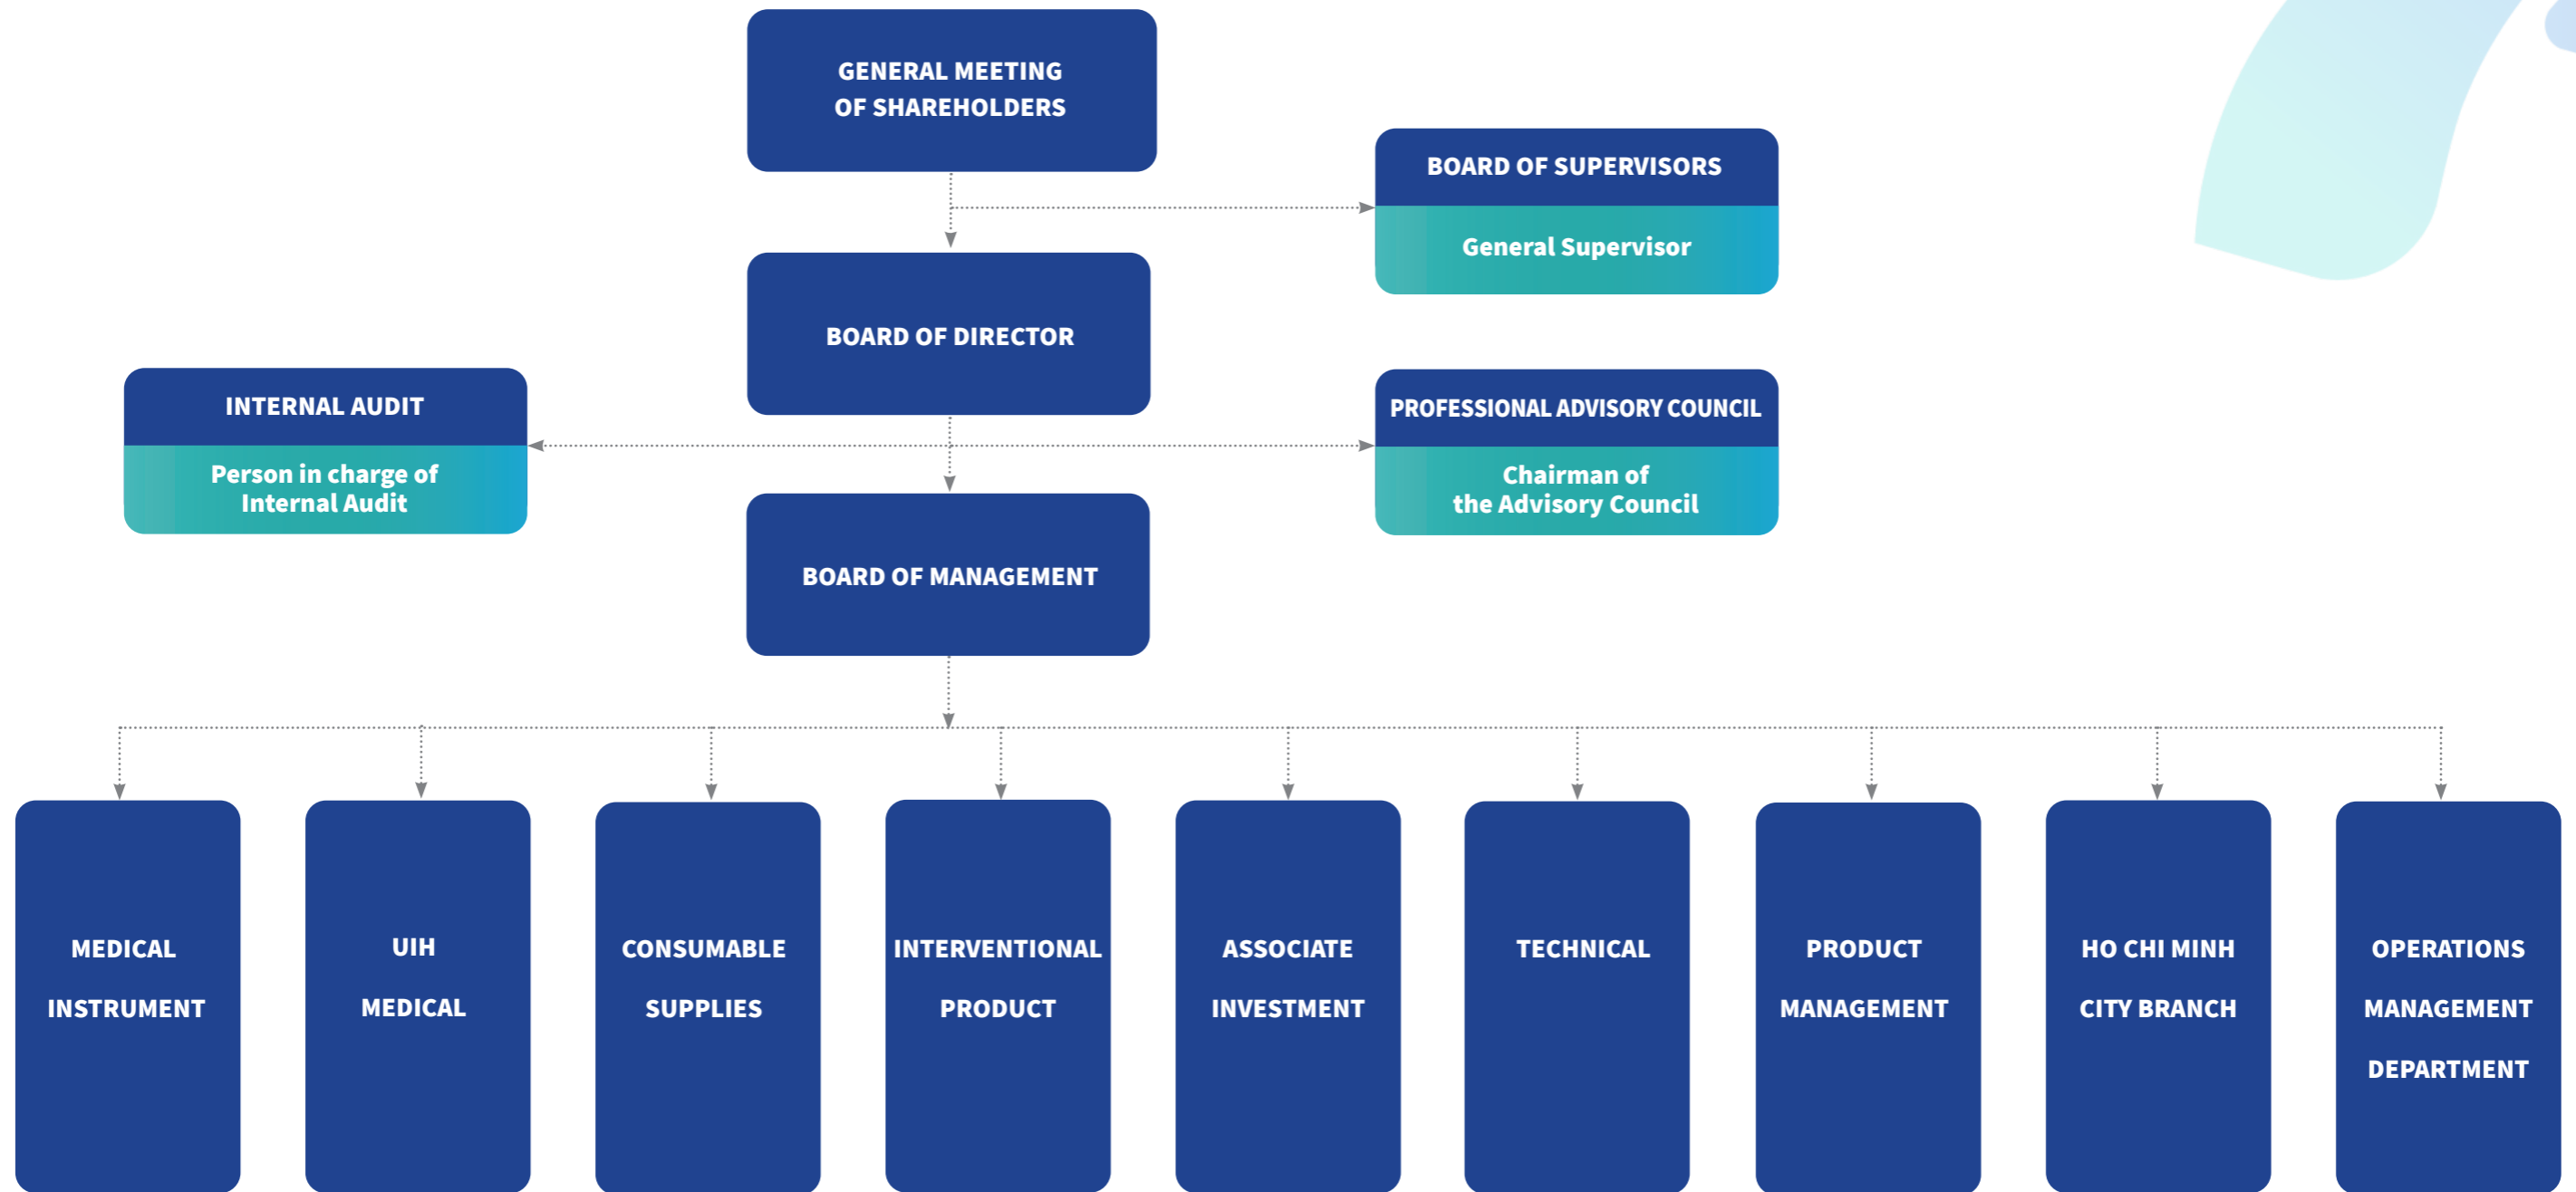 GENERAL MEETING
OF SHAREHOLDERS
BOARD OF SUPERVISORS
General Supervisor
BOARD OF DIRECTOR
INTERNAL AUDIT
Person in charge of
Internal Audit
PROFESSIONAL ADVISORY COUNCIL
Chairman of
the Advisory Council
BOARD OF MANAGEMENT
MEDICAL
INSTRUMENT
UIH
MEDICAL
CONSUMABLE
SUPPLIES
INTERVENTIONAL
PRODUCT
ASSOCIATE
INVESTMENT
TECHNICAL
PRODUCT
MANAGEMENT
HO CHI MINH
CITY BRANCH
OPERATIONS
MANAGEMENT
DEPARTMENT